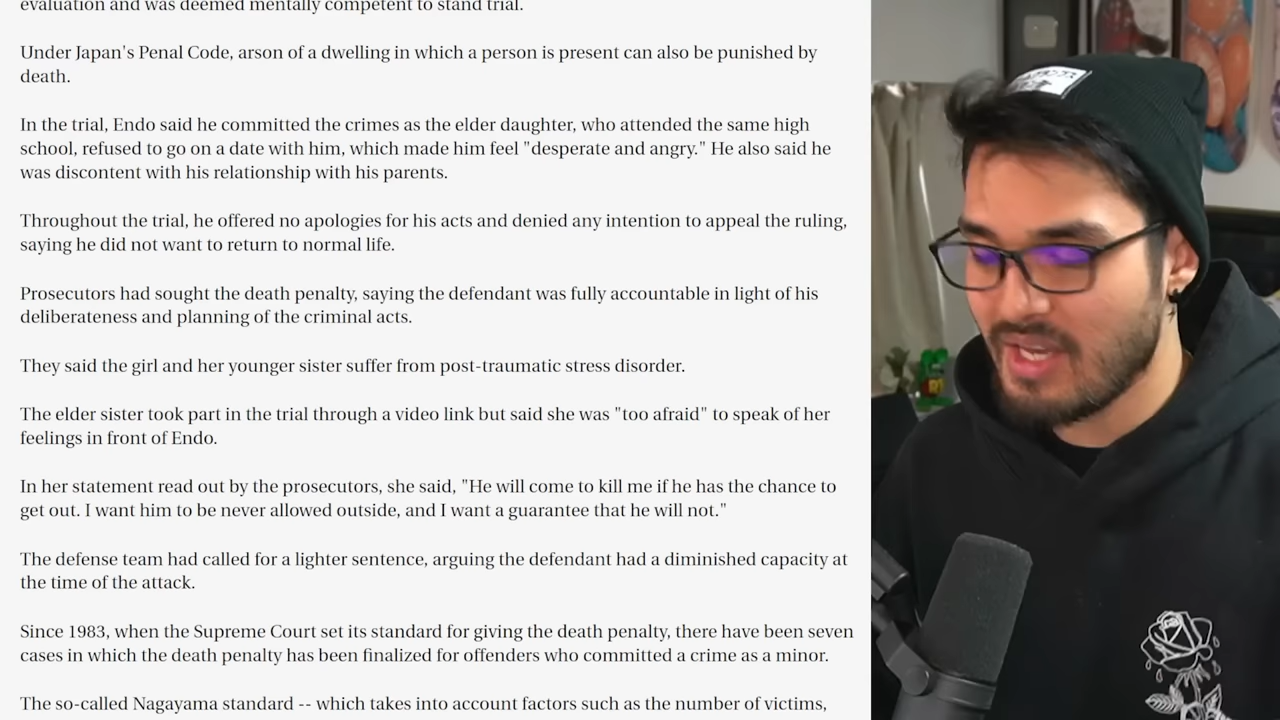 evaluation and was deemed mentally competent to stand trial.
Under Japan's Penal Code, arson of a dwelling in which a person is present can also be punished by
death.
In the trial, Endo said he committed the crimes as the elder daughter, who attended the same high
school, refused to go on a date with him, which made him feel "desperate and angry." He also said he
was discontent with his relationship with his parents.
Throughout the trial, he offered no apologies for his acts and denied any intention to appeal the ruling,
saying he did not want to return to normal life.
Prosecutors had sought the death penalty, saying the defendant was fully accountable in light of his
deliberateness and planning of the criminal acts.
They said the girl and her younger sister suffer from post-traumatic stress disorder.
The elder sister took part in the trial through a video link but said she was "too afraid" to speak of her
feelings in front of Endo.
In her statement read out by the prosecutors, she said, "He will come to kill me if he has the chance to
get out. I want him to be never allowed outside, and I want a guarantee that he will not."
The defense team had called for a lighter sentence, arguing the defendant had a diminished capacity at
the time of the attack.
Since 1983, when the Supreme Court set its standard for giving the death penalty, there have been seven
cases in which the death penalty has been finalized for offenders who committed a crime as a minor.
The so-called Nagayama standard -- which takes into account factors such as the number of victims,